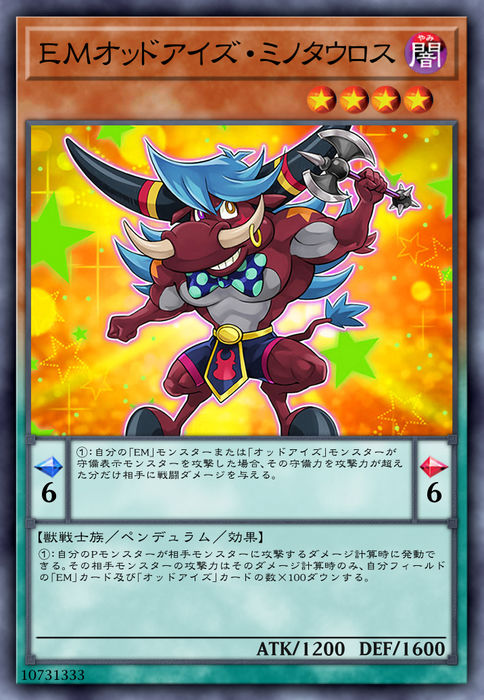 EMオッドアイズ・ミノタウロス
やみ
闇
①:自分の「EM」モンスターまたは「オッドアイズ」モンスターが
守備表示モンスターを攻撃した場合、その守備力を攻撃力が超え
た分だけ相手に戦闘ダメージを与える。
6
6
【獣戦士族／ペンデュラム／効果】
①:自分のPモンスターが相手モンスターに攻撃するダメージ計算時に発動で
きる。その相手モンスターの攻撃力はそのダメージ計算時のみ、自分フィールド
の「EM」カード及び「オッドアイズ」カードの数×100ダウンする。
ATK/1200 DEF/1600
10731333